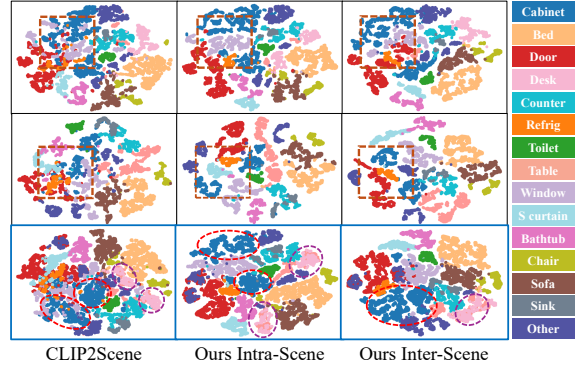 Cabinet
Bed
Door
Desk
Counter
Refrig
Toilet
Table
Window
S curtain
Bathtub
Chair
Sofa
Sink
Other
CLIP2Scene
Ours Intra-Scene
Ours Inter-Scene